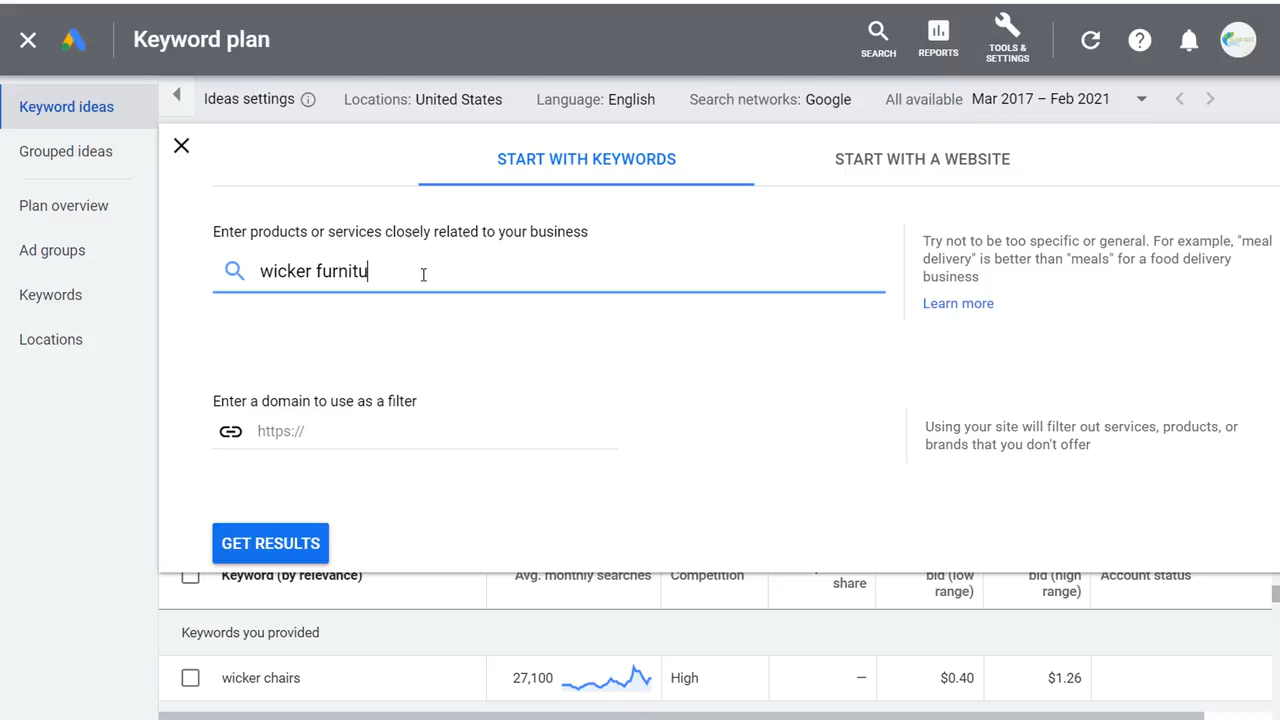 Keyword plan
SEARCH
REPORTS
TOOLS &
SETTINGS
Keyword ideas
Grouped ideas
Plan overview
Ad groups
Keywords
Locations
Ideas settings
Locations: United States
Language: English
Search networks: Google
All available Mar 2017 – Feb 2021
START WITH KEYWORDS
START WITH A WEBSITE
Enter products or services closely related to your business
wicker furnitu
Try not to be too specific or general. For example, "meal
delivery" is better than "meals" for a food delivery
business
Learn more
Enter a domain to use as a filter
https://
Using your site will filter out services, products, or
brands that you don't offer
GET RESULTS
Keyword (by relevance)
Avg. monthly searches
Competition
share
bid (low
range)
bid (high
range)
Account status
Keywords you provided
wicker chairs
27,100
High
–
$0.40
$1.26